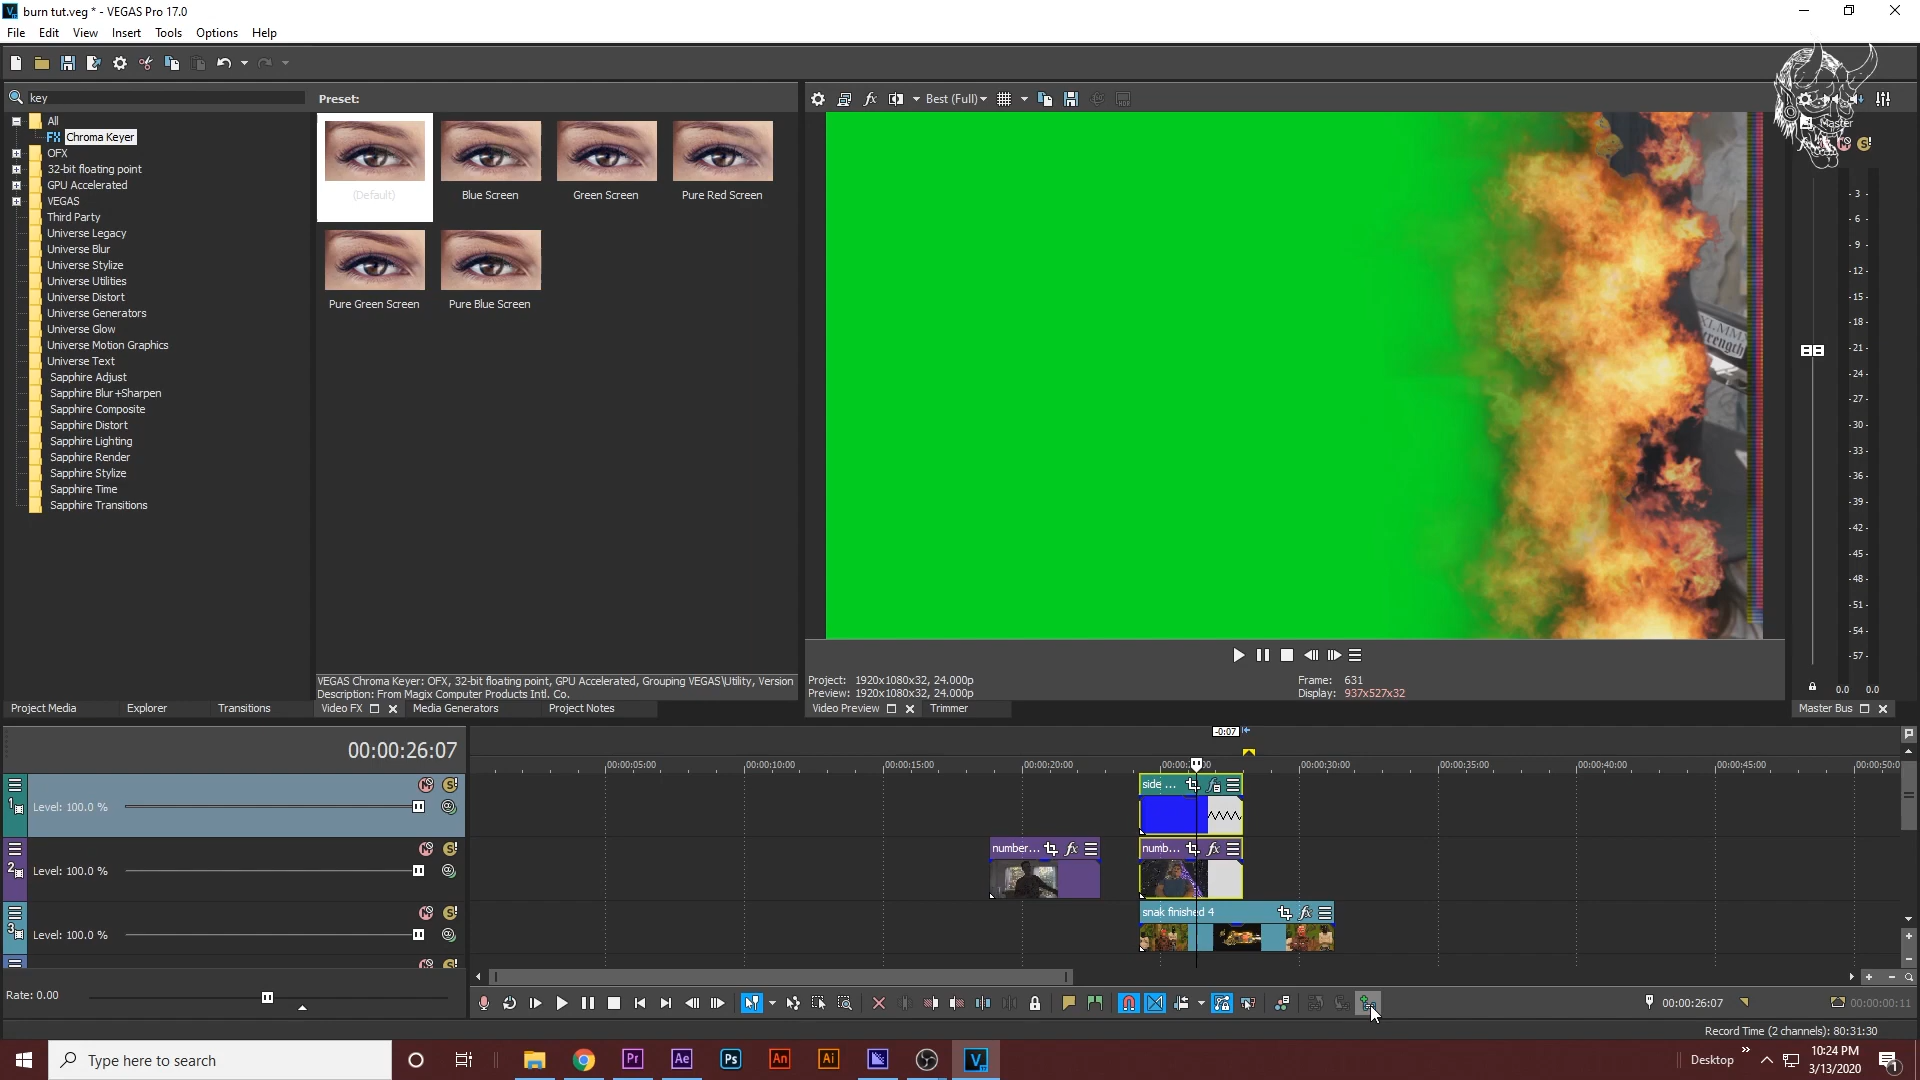 burn tut.veg * - VEGAS Pro 17.0
File Edit View Insert Tools Options Help
key
Preset:
Best (Full)
All
Chroma Keyer
OFX
32-bit floating point
GPU Accelerated
VEGAS
Third Party
Universe Legacy
Universe Blur
Universe Stylize
Universe Utilities
Universe Distort
Universe Generators
Universe Glow
Universe Motion Graphics
Universe Text
Sapphire Adjust
Sapphire Blur+Sharpen
Sapphire Composite
Sapphire Distort
Sapphire Lighting
Sapphire Render
Sapphire Stylize
Sapphire Time
Sapphire Transitions
(Default) Blue Screen Green Screen Pure Red Screen
Pure Green Screen Pure Blue Screen
VEGAS Chroma Keyer: OFX, 32-bit floating point, GPU Accelerated, Grouping VEGAS\Utility, Version
Description: From Magix Computer Products Intl. Co.
Project Media Explorer Transitions Video FX Media Generators Project Notes
Master
- 3 -
- 6 -
- 9 -
- 12 -
- 15 -
- 18 -
- 21 -
- 24 -
- 27 -
- 30 -
- 33 -
- 36 -
- 39 -
- 42 -
- 45 -
- 48 -
- 51 -
- 54 -
- 57 -
0.0 0.0
Project: 1920x1080x32, 24.000p Frame: 631
Preview: 1920x1080x32, 24.000p Display: 937x527x32
Video Preview Trimmer Master Bus
-0:07
00:00:26:07
00:00:05:00 00:00:10:00 00:00:15:00 00:00:20:00 00:00:30:00 00:00:35:00 00:00:40:00 00:00:45:00 00:00:50:0
1 Level: 100.0 %
side ...
2 Level: 100.0 %
number... numb...
3 Level: 100.0 %
snak finished 4
Rate: 0.00
00:00:26:07 00:00:00:11
Record Time (2 channels): 80:31:30
Type here to search
Pr Ae Ps An Ai V
Desktop
10:24 PM
3/13/2020
1